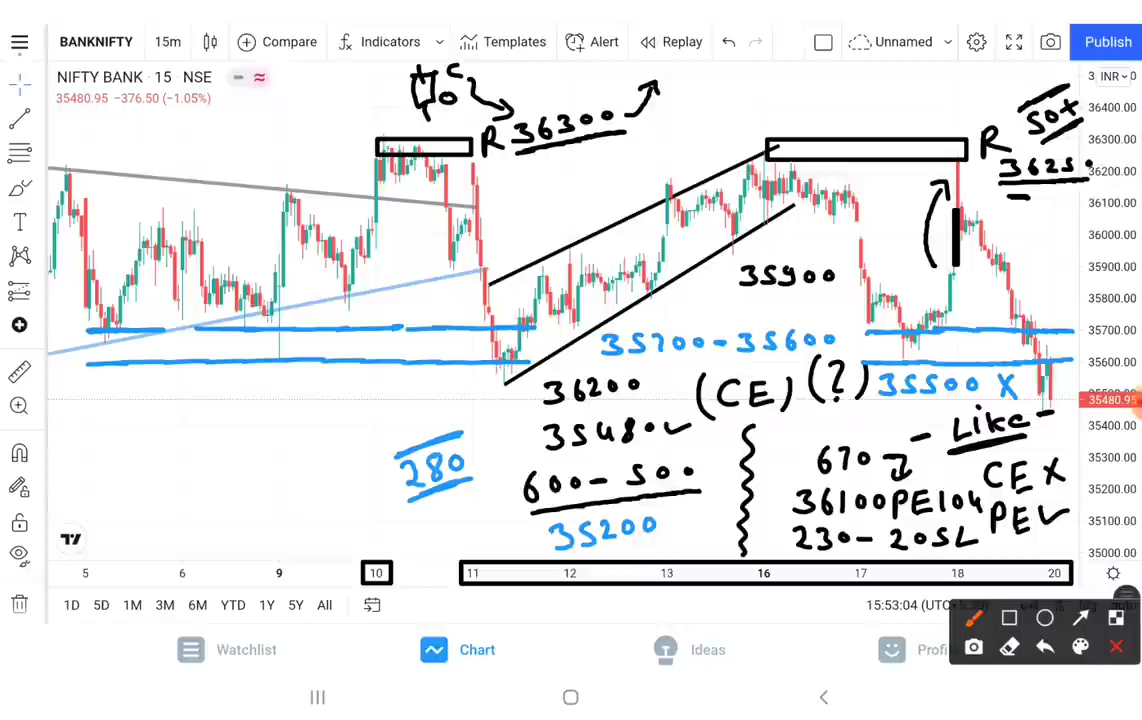 BANKNIFTY 15m Compare Indicators Templates Alert Replay Unnamed Publish
NIFTY BANK · 15 NSE
35480.95 −376.50 (−1.05%)
C
O
R 36300
R
50+
INR 0
36400.00
36300.00
36200.00
36100.00
36000.00
35900.00
35800.00
35700.00
35600.00
35480.95
35400.00
35300.00
35200.00
35100.00
35000.00
35900
35700-35600
36200
35480
(CE) (?)
35500 X
- Like -
280
600-500
35200
670
CE X
36100PE104
PE
230-20SL
5 6 9 10 11 12 13 16 17 18 20
1D 5D 1M 3M 6M YTD 1Y 5Y All
15:53:04 (UTC
Watchlist Chart Ideas Profi